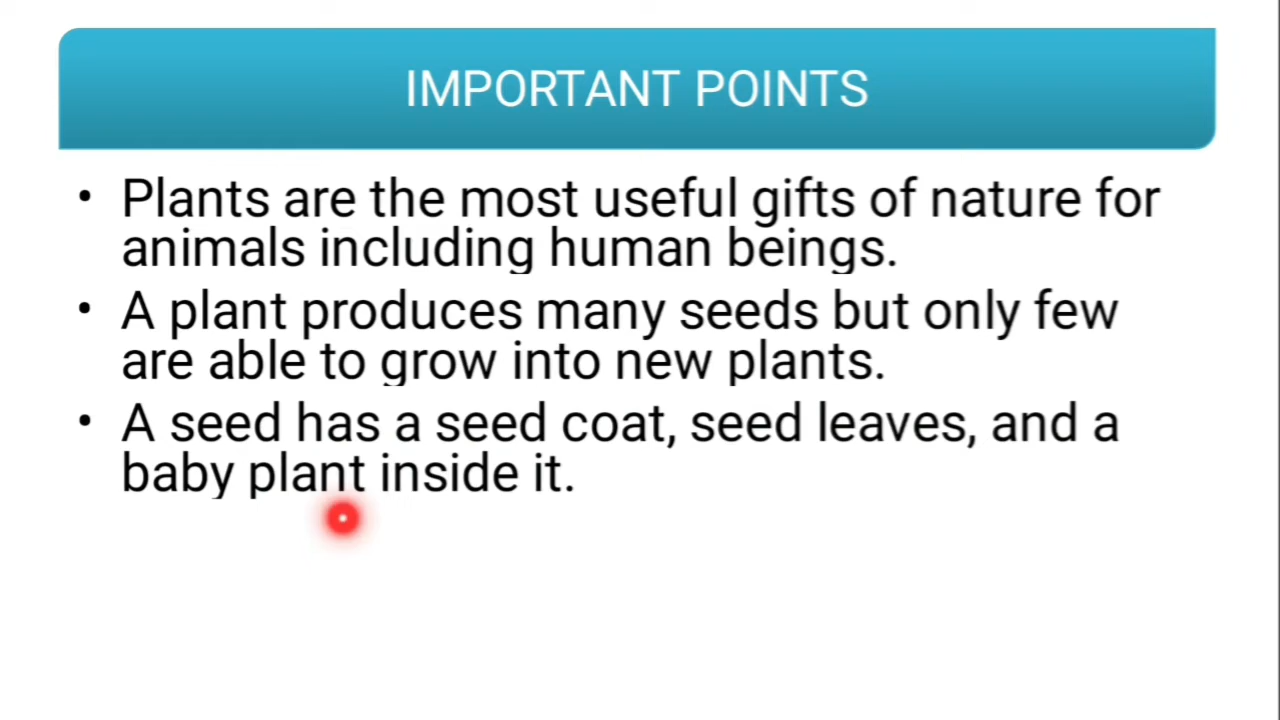 IMPORTANT POINTS
• Plants are the most useful gifts of nature for
animals including human beings.
• A plant produces many seeds but only few
are able to grow into new plants.
• A seed has a seed coat, seed leaves, and a
baby plant inside it.